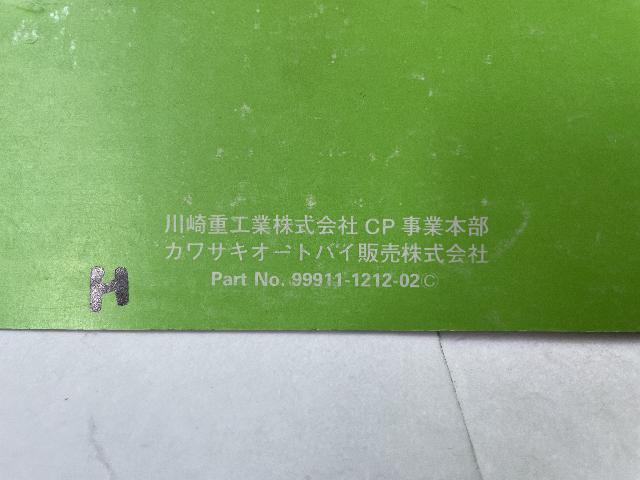 川崎重工業株式会社 CP 事業本部
カワサキオートバイ販売株式会社
Part No. 99911-1212-02Ⓒ
H